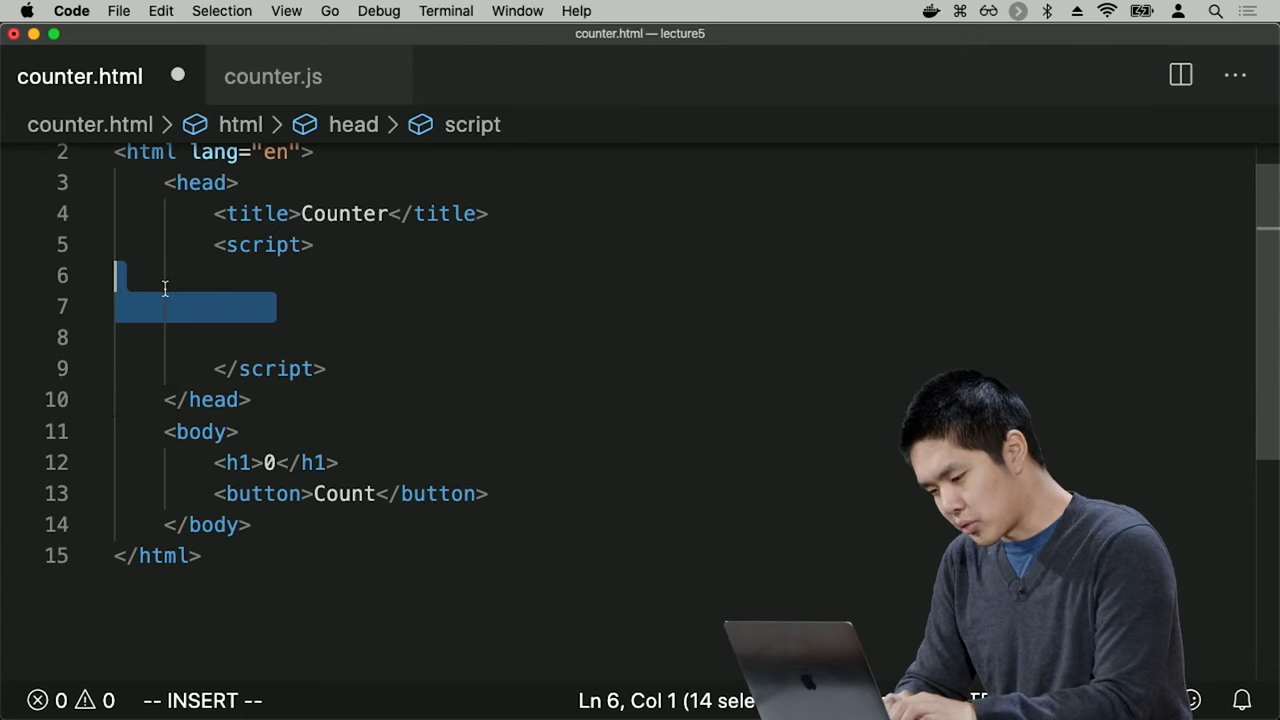 Code File Edit Selection View Go Debug Terminal Window Help
counter.html — lecture5
counter.html counter.js
counter.html > html > head > script
2 <html lang="en">
3 <head>
4 <title>Counter</title>
5 <script>
6
7
8
9 </script>
10 </head>
11 <body>
12 <h1>0</h1>
13 <button>Count</button>
14 </body>
15 </html>
0 0 -- INSERT -- Ln 6, Col 1 (14 sele